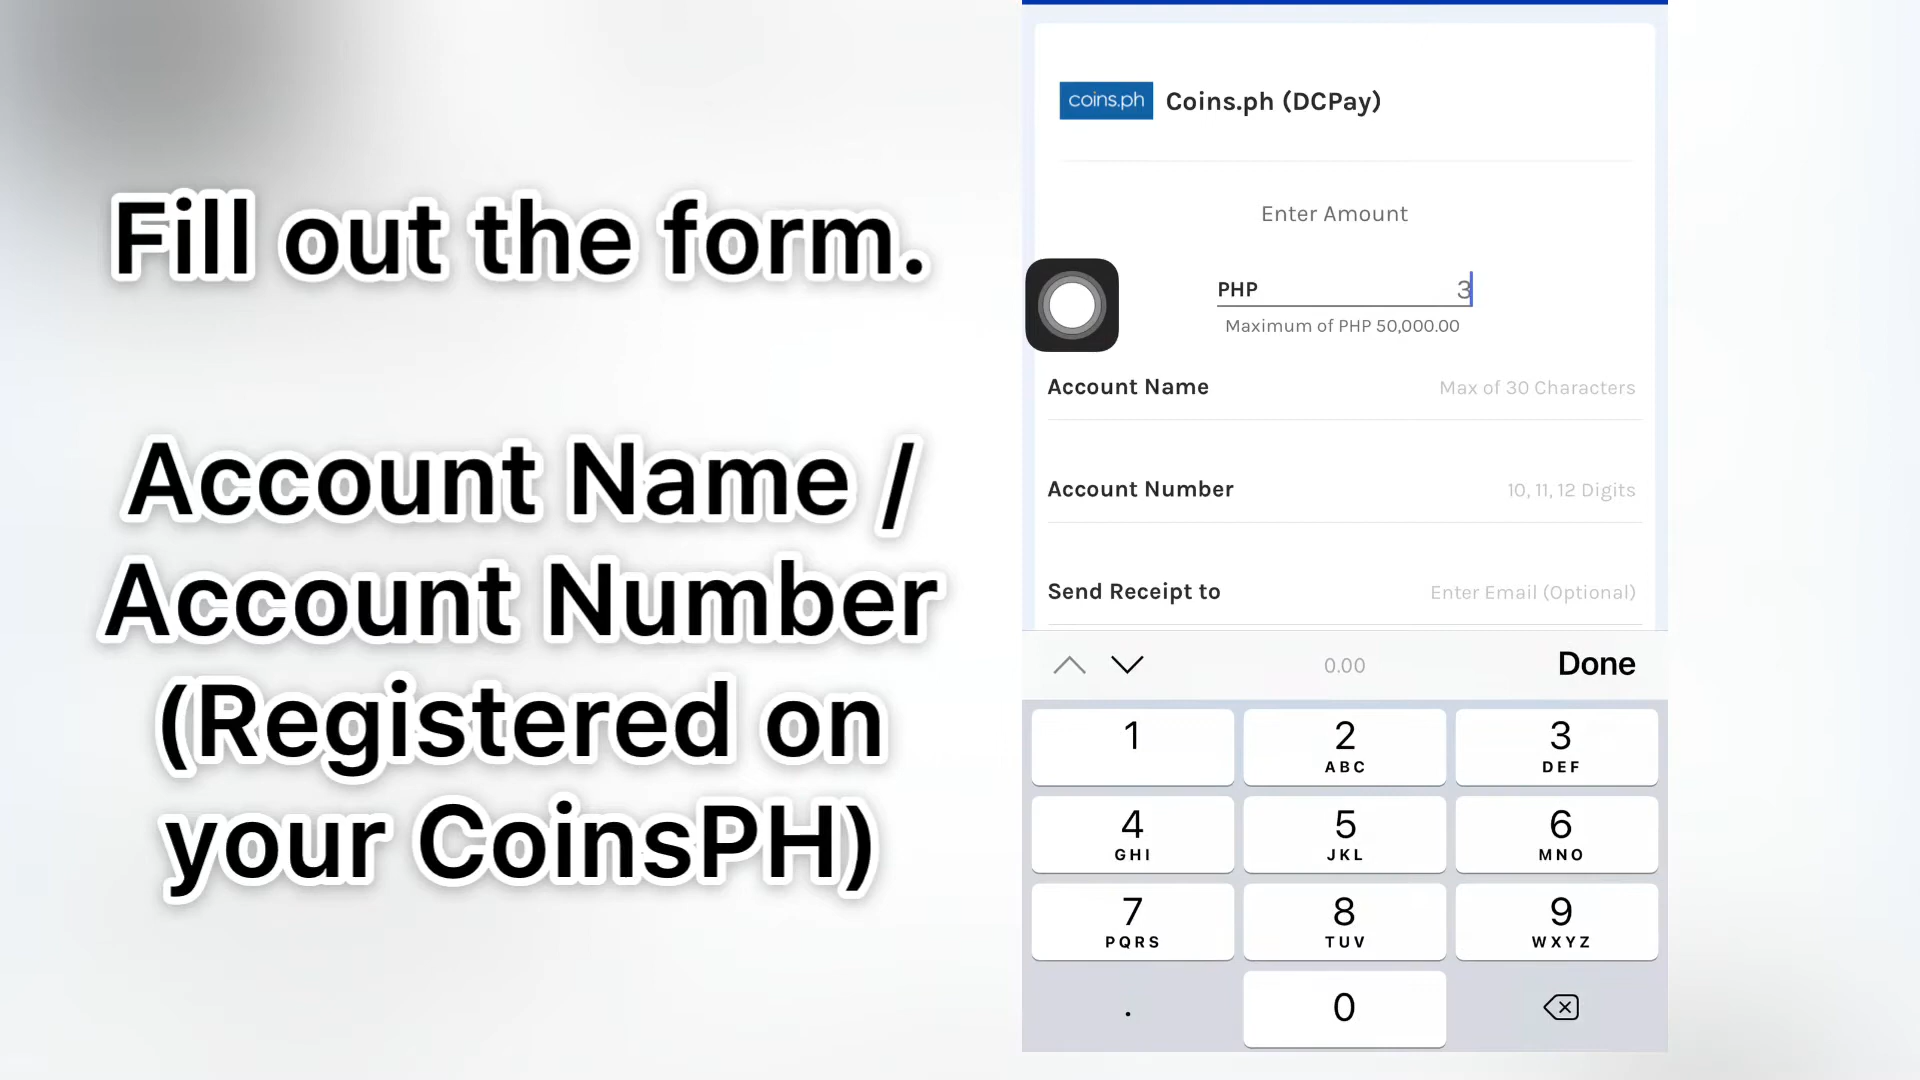 Fill out the form.
Account Name /
Account Number
(Registered on
your CoinsPH)
coins.ph Coins.ph (DCPay)
Enter Amount
PHP 3
Maximum of PHP 50,000.00
Account Name Max of 30 Characters
Account Number 10, 11, 12 Digits
Send Receipt to Enter Email (Optional)
0.00 Done
1 2 3
ABC DEF
4 5 6
GHI JKL MNO
7 8 9
PQRS TUV WXYZ
. 0